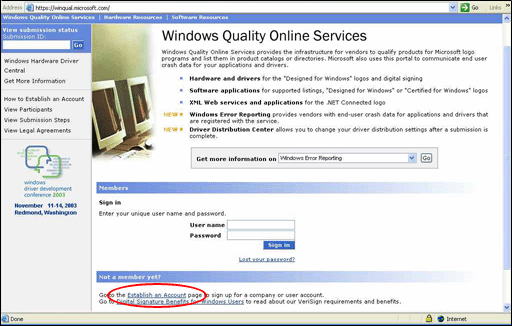 Address https://winqual.microsoft.com/ Go Links
Windows Quality Online Services | Hardware Resources | Software Resources
View submission status
Submission ID:
Go
Windows Hardware Driver
Central
Get More Information
How to Establish an Account
View Participants
View Submission Steps
View Legal Agreements
windows
driver development
conference 2003
November 11-14, 2003
Redmond, Washington
Windows Quality Online Services
Windows Quality Online Services provides the infrastructure for vendors to qualify products for Microsoft logo
programs and list them in product catalogs or directories. Microsoft also uses this portal to communicate end user
crash data for your applications and drivers.
Hardware and drivers for the "Designed for Windows" logos and digital signing
Software applications for supported listings, "Designed for Windows" or "Certified for Windows" logos
XML Web services and applications for the .NET Connected logo
NEW Windows Error Reporting provides vendors with end-user crash data for applications and drivers
that are registered with the service.
NEW Driver Distribution Center allows you to change your driver distribution settings after a submission is
complete.
Get more information on Windows Error Reporting Go
Members
Sign in
Enter your unique user name and password.
User name
Password
Sign in
Lost your password?
Not a member yet?
Go to the Establish an Account page to sign up for a company or user account.
Go to Digital Signature Benefits for Windows Users to read about our VeriSign requirements and benefits.
Done Internet